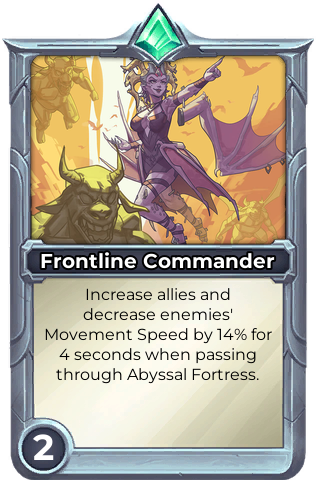 Frontline Commander
Increase allies and
decrease enemies'
Movement Speed by 14% for
4 seconds when passing
through Abyssal Fortress.
2